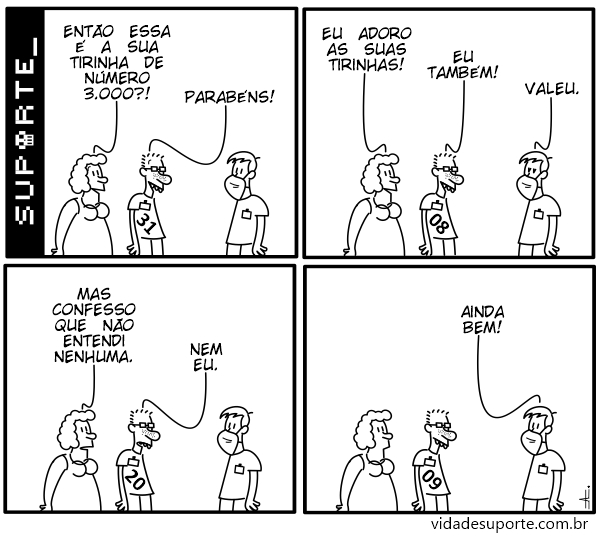 SUPORTE_
ENTÃO ESSA
É A SUA
TIRINHA DE
NÚMERO
3.000?!
PARABÉNS!
31
EU ADORO
AS SUAS
TIRINHAS!
EU
TAMBÉM!
VALEU.
08
MAS
CONFESSO
QUE NÃO
ENTENDI
NENHUMA.
NEM
EU.
20
AINDA
BEM!
09
vidadesuporte.com.br